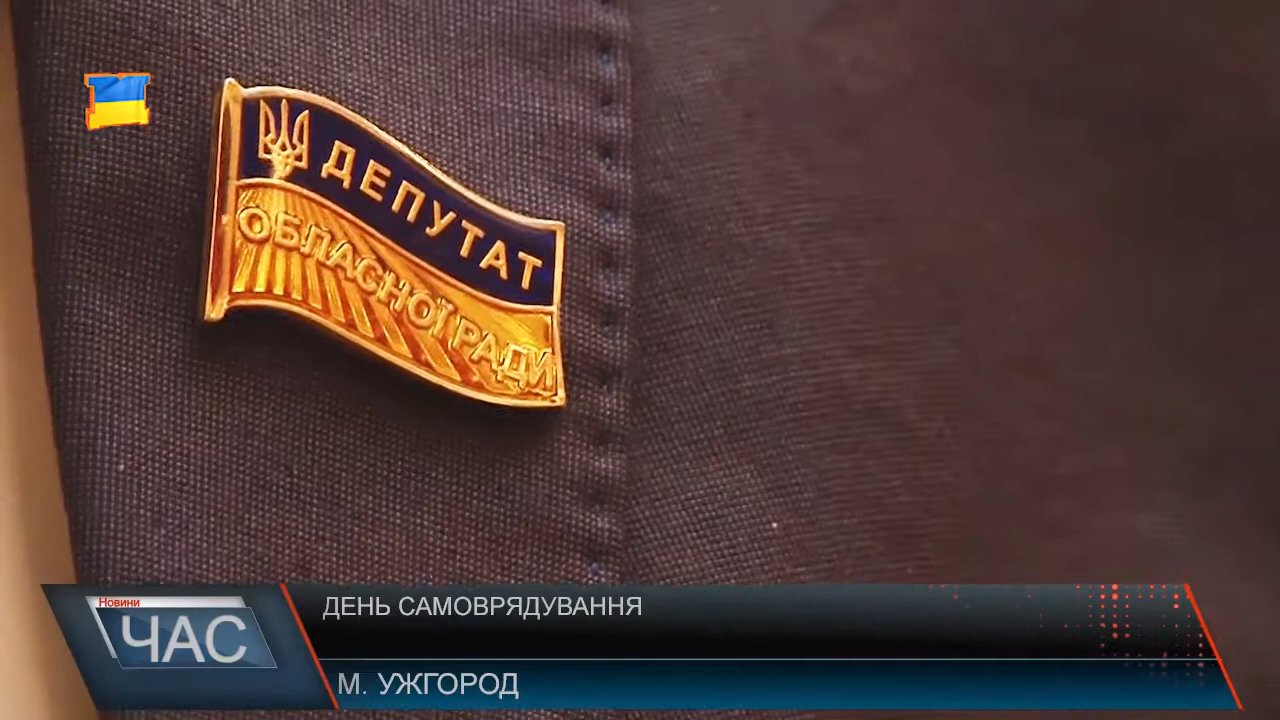 ДЕПУТАТ
ОБЛАСНОЇ РАДИ
Новини
ЧАС
ДЕНЬ САМОВРЯДУВАННЯ
М. УЖГОРОД